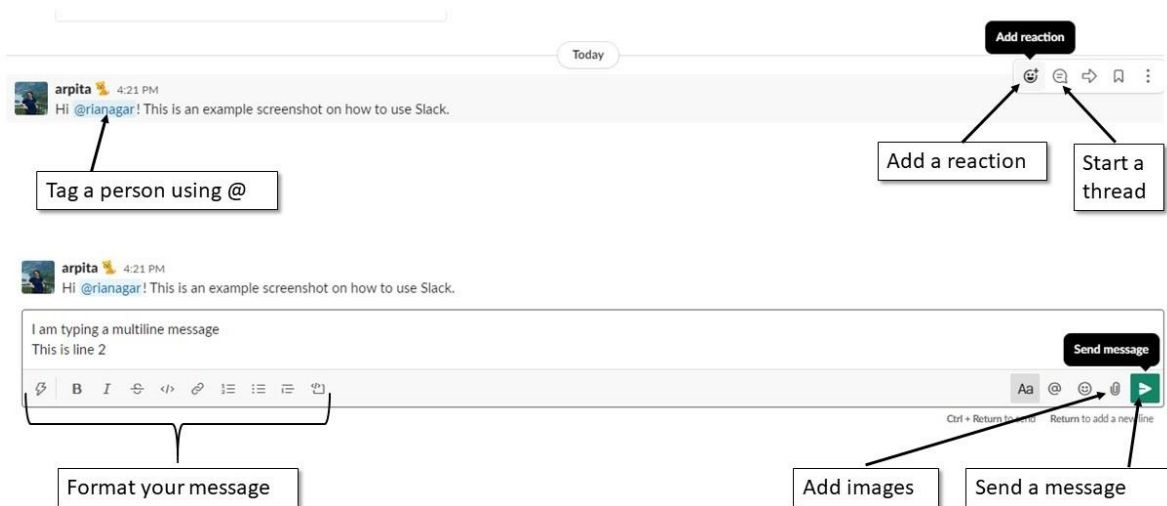 Today
Add reaction
arpita 4:21 PM
Hi @rianagar! This is an example screenshot on how to use Slack.
Tag a person using @
Add a reaction
Start a
thread
arpita 4:21 PM
Hi @rianagar! This is an example screenshot on how to use Slack.
I am typing a multiline message
This is line 2
Send message
B I S </> Aa @
Ctrl + Return to send Return to add a new line
Format your message
Add images
Send a message